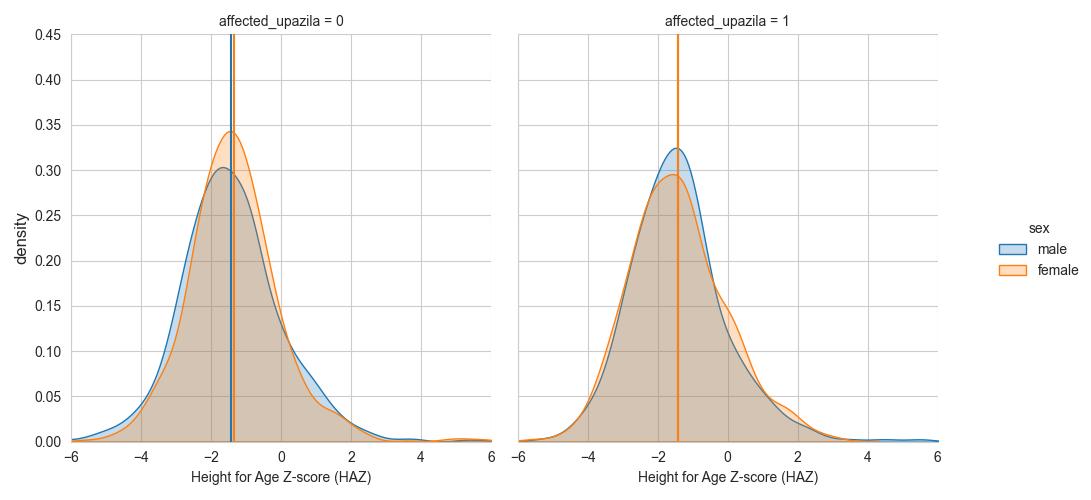 affected_upazila = 0
affected_upazila = 1
0.45
0.40
0.35
0.30
0.25
0.20
0.15
0.10
0.05
0.00
density
−6 −4 −2 0 2 4 6
−6 −4 −2 0 2 4 6
Height for Age Z-score (HAZ)
Height for Age Z-score (HAZ)
sex
male
female